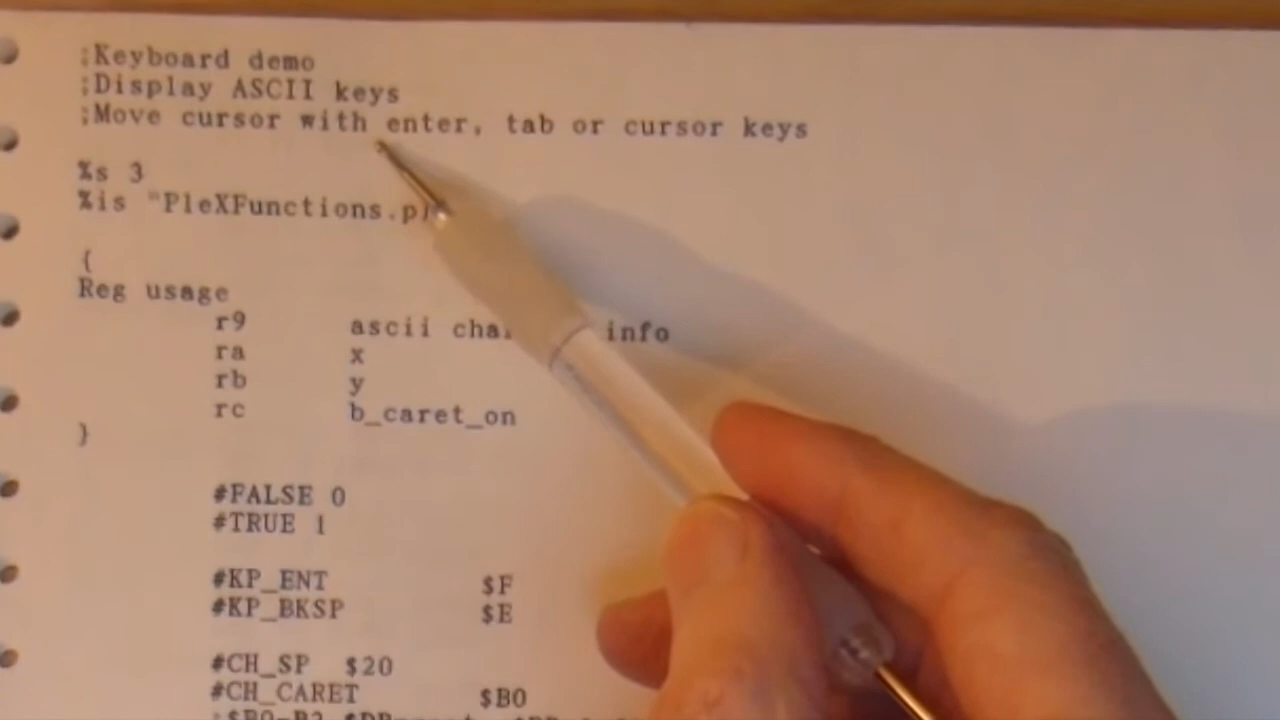 ;Keyboard demo
;Display ASCII keys
;Move cursor with enter, tab or cursor keys
%s 3
%is "PleXFunctions.p
{
Reg usage
r9 ascii info
ra x
rb y
rc b_caret_on
}
#FALSE 0
#TRUE 1
#KP_ENT $F
#KP_BKSP $E
#CH_SP $20
#CH_CARET $B0